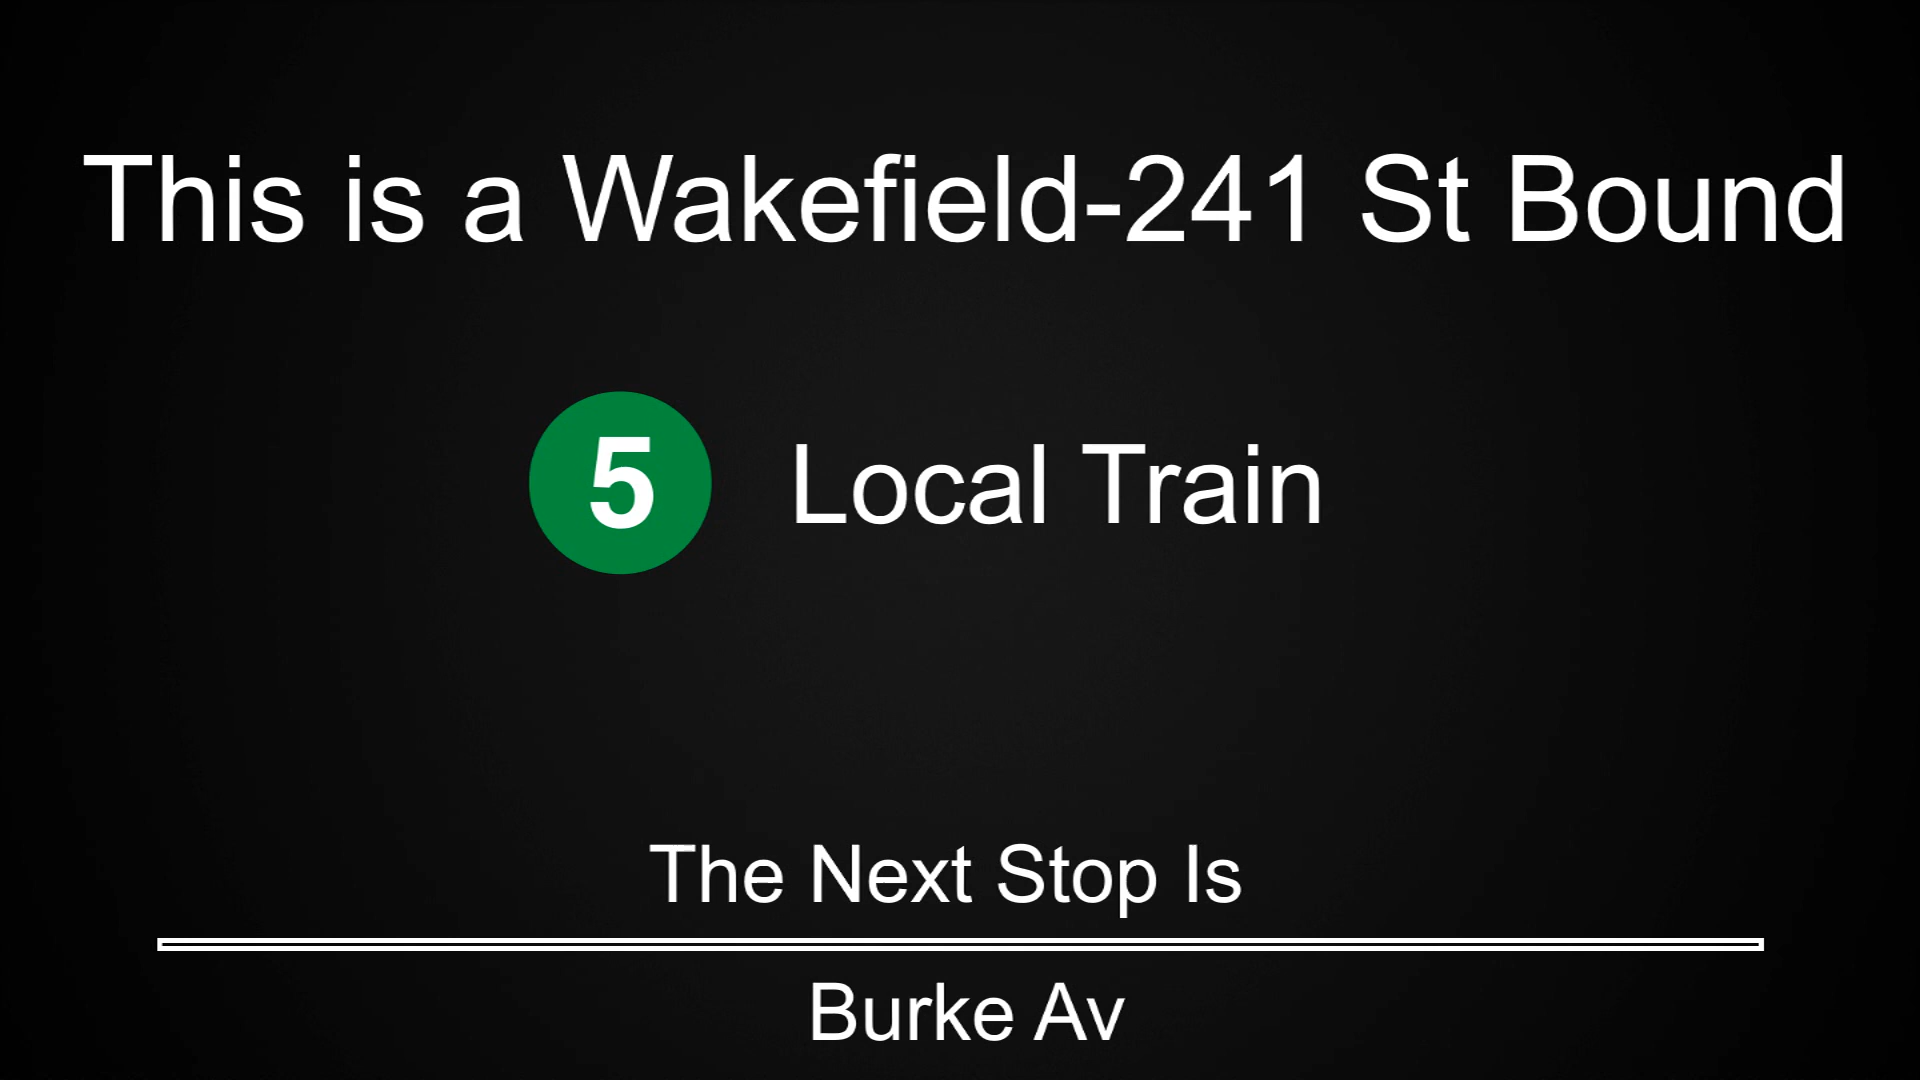 This is a Wakefield-241 St Bound
5 Local Train
The Next Stop Is
Burke Av